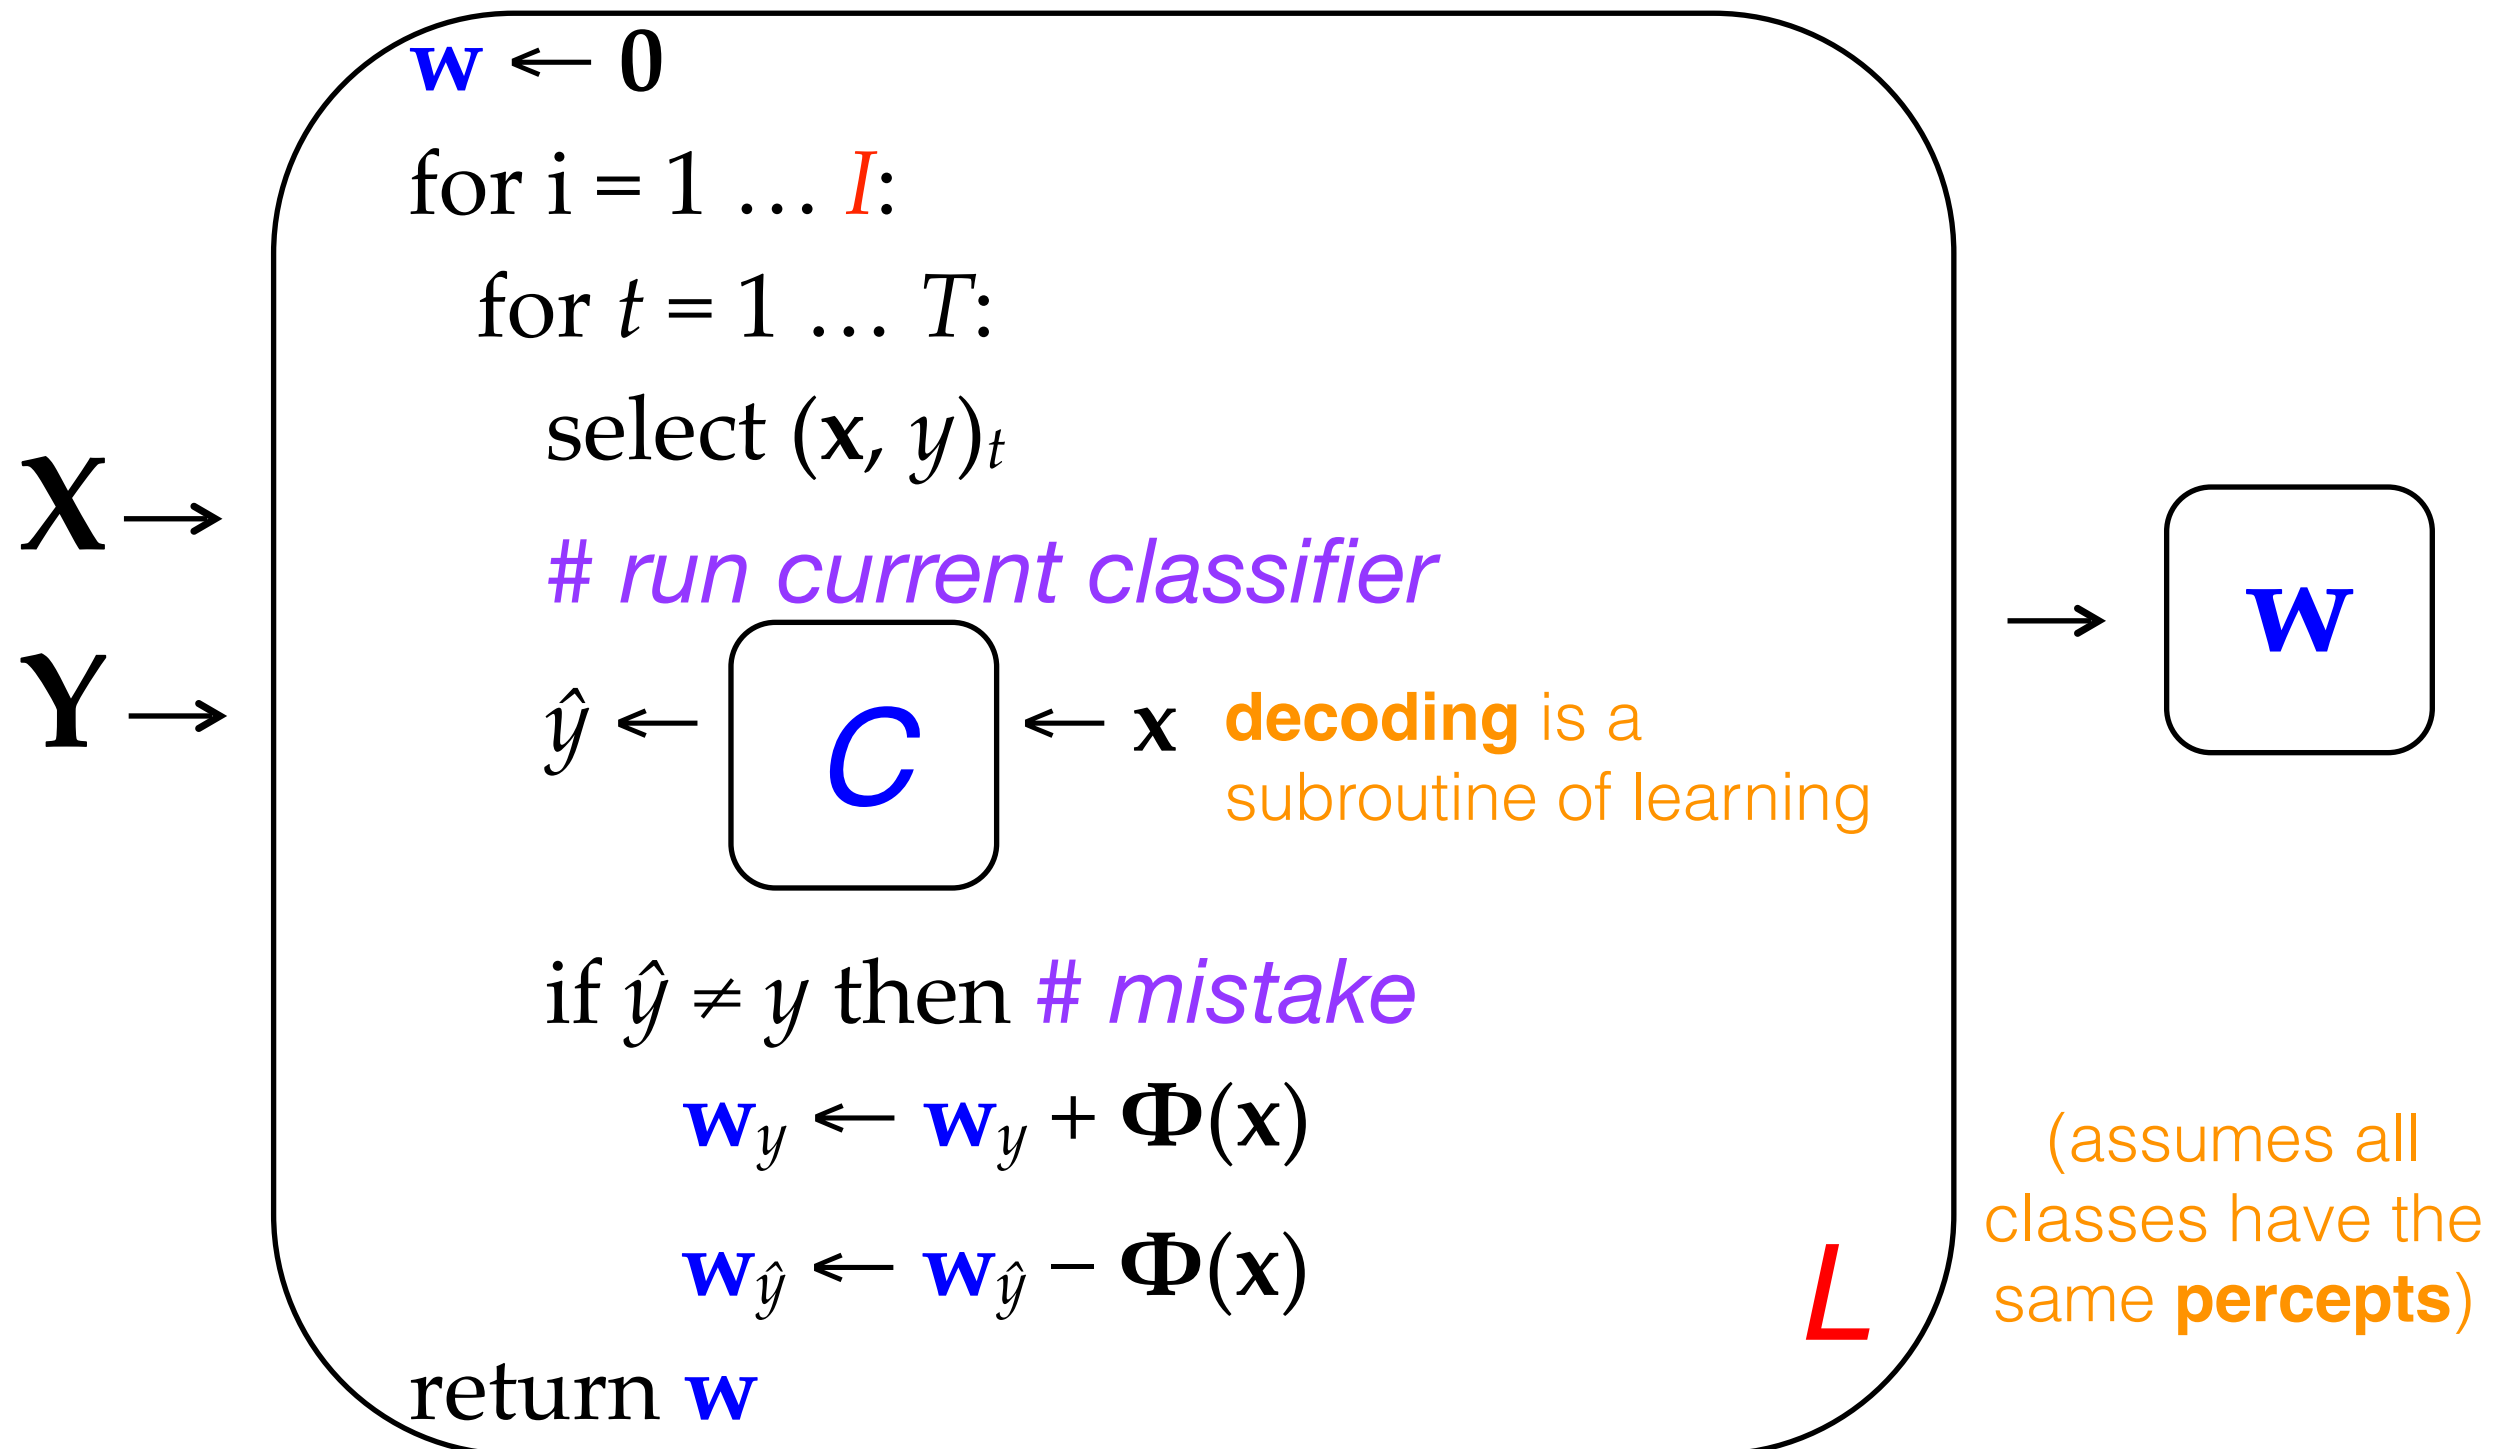 w ← 0
for i = 1 … I:
for t = 1 … T:
select (x, y)t
X
# run current classifier
Y
ŷ ← C ← x
decoding is a
subroutine of learning
w
if ŷ ≠ y then # mistake
wy ← wy + Φ(x)
wŷ ← wŷ − Φ(x)
return w
L
(assumes all
classes have the
same percepts)